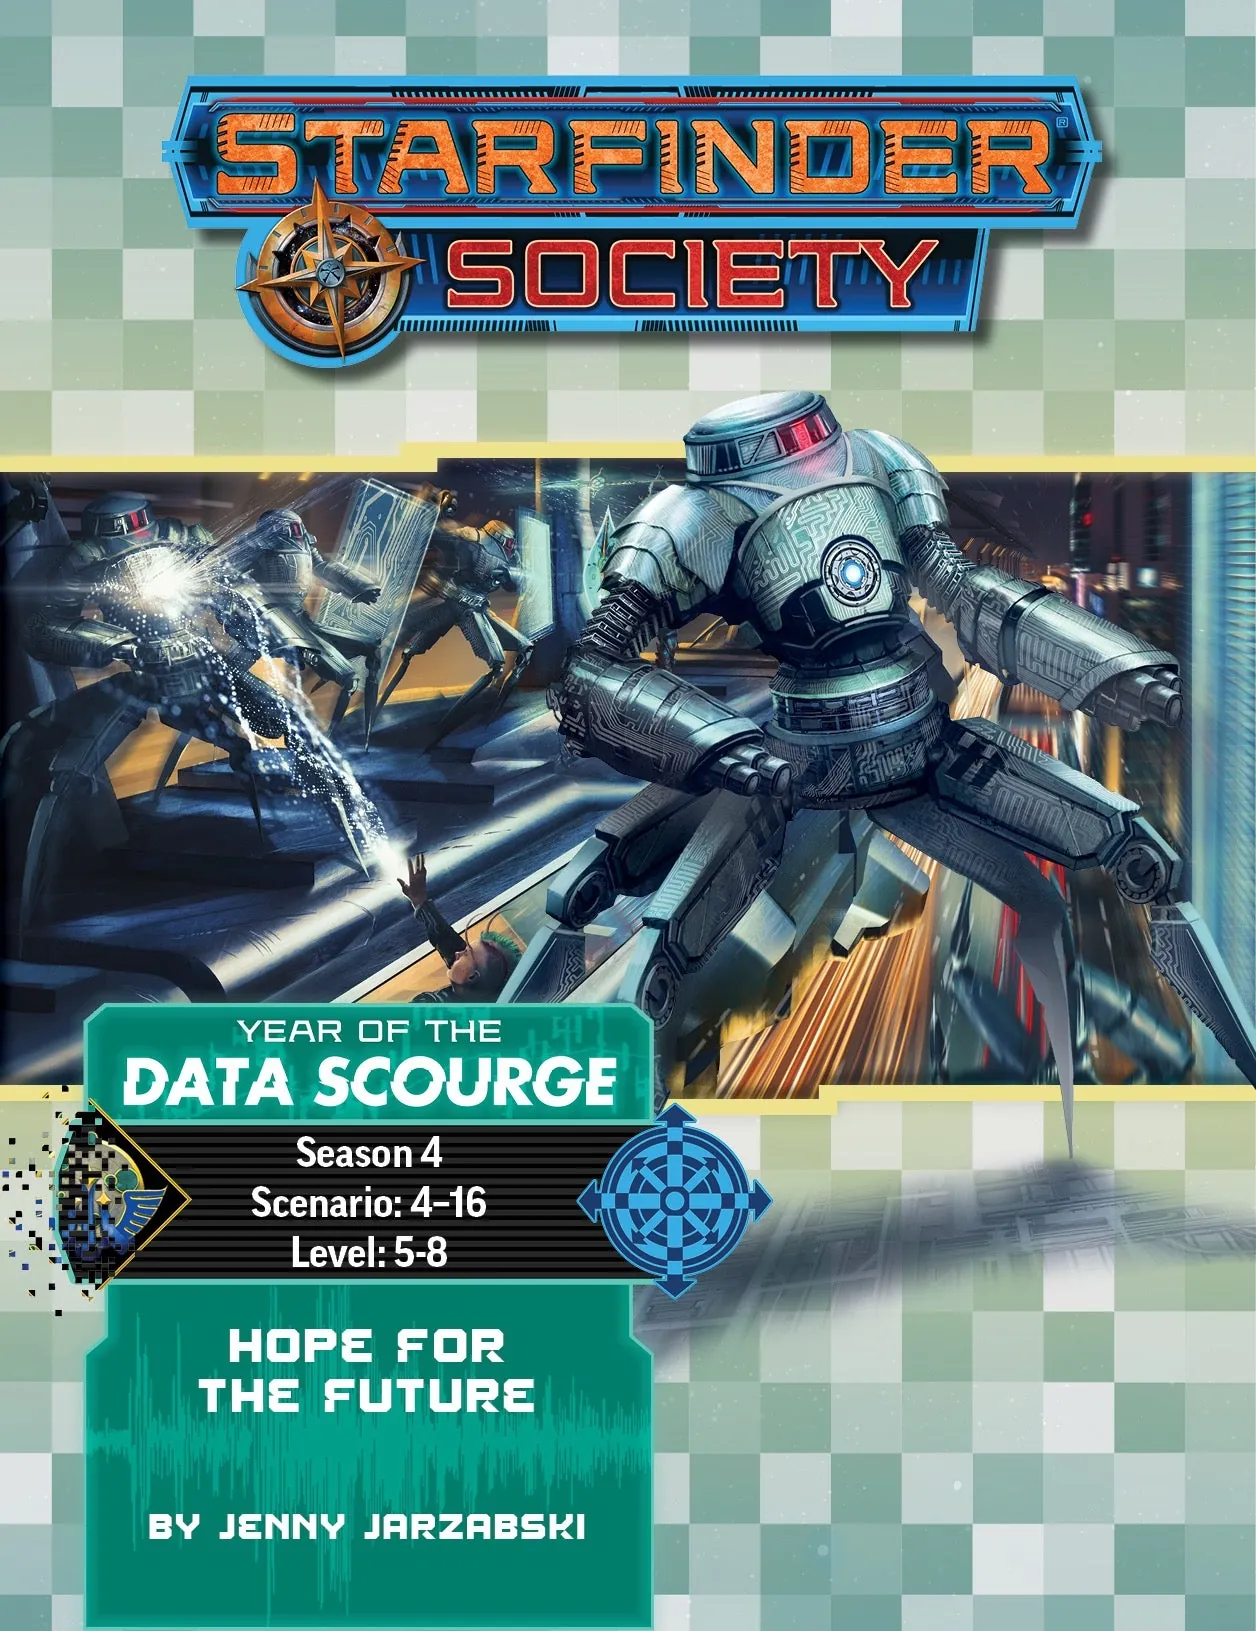 STARFINDER®
SOCIETY
YEAR OF THE
DATA SCOURGE
Season 4
Scenario: 4–16
Level: 5-8
HOPE FOR
THE FUTURE
BY JENNY JARZABSKI